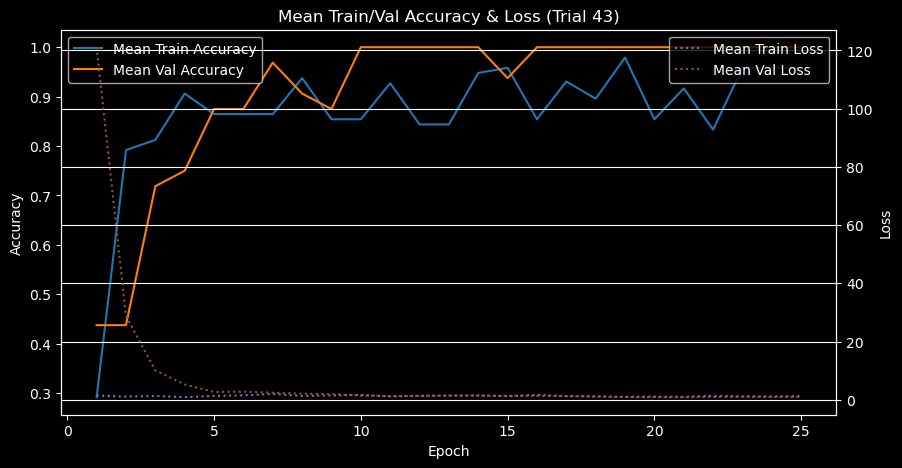 Mean Train/Val Accuracy & Loss (Trial 43)
Mean Train Accuracy
Mean Val Accuracy
Mean Train Loss
Mean Val Loss
1.0
0.9
0.8
0.7
0.6
0.5
0.4
0.3
Accuracy
120
100
80
60
40
20
0
Loss
0
5
10
15
20
25
Epoch